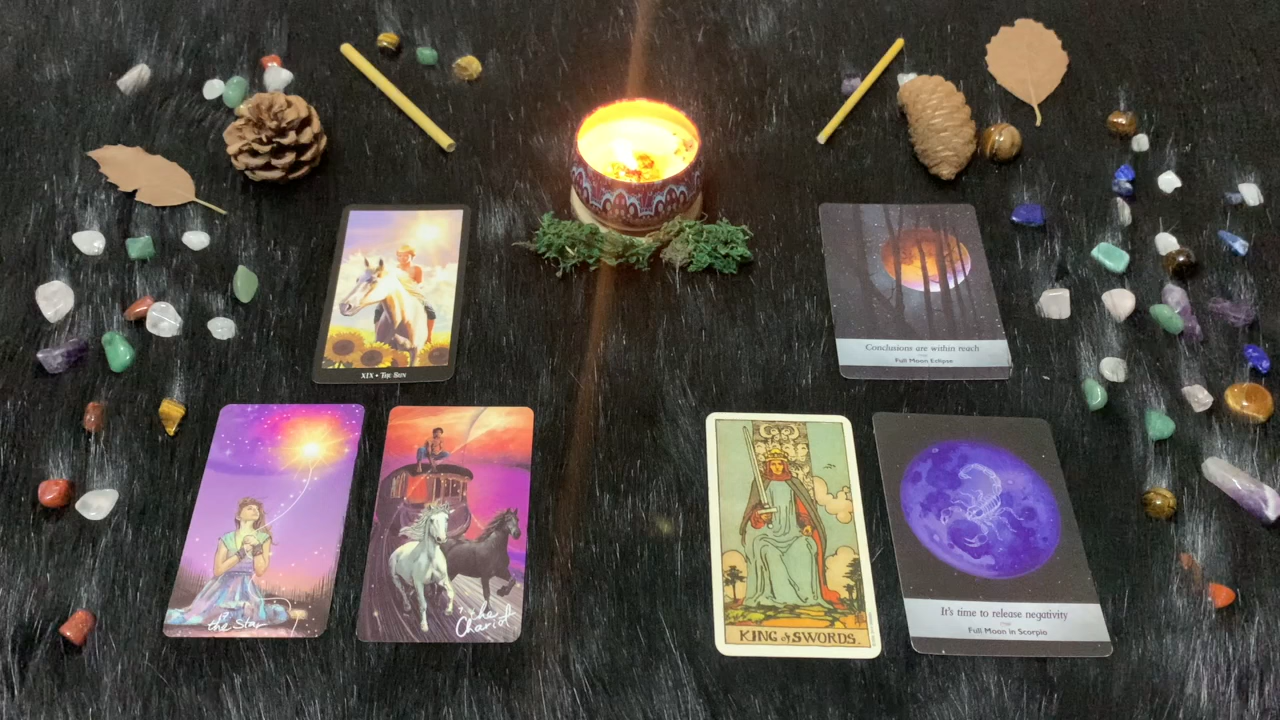 XIX • The Sun
Conclusions are within reach
Full Moon Eclipse
the Star
the
Chariot
KING of SWORDS.
It's time to release negativity
Full Moon in Scorpio